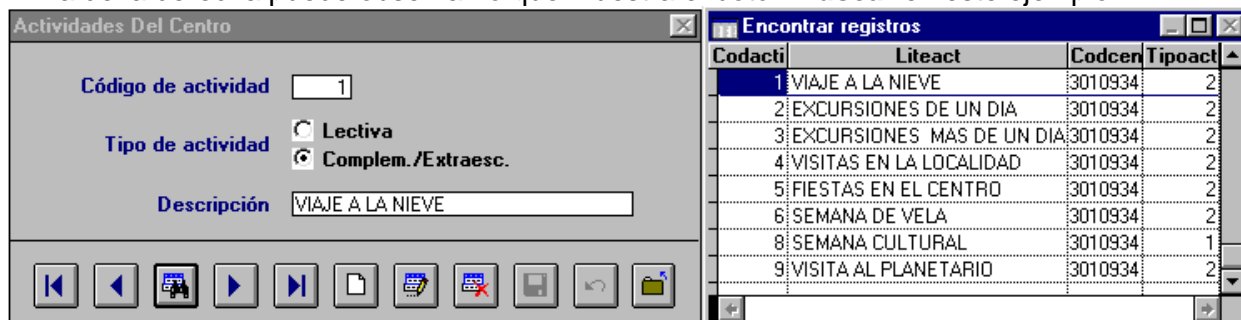 Actividades Del Centro
Código de actividad 1
Tipo de actividad
Lectiva
Complem./Extraesc.
Descripción VIAJE A LA NIEVE
Encontrar registros
Codacti Liteact Codcen Tipoact
1 VIAJE A LA NIEVE 3010934 2
2 EXCURSIONES DE UN DIA 3010934 2
3 EXCURSIONES MAS DE UN DIA 3010934 2
4 VISITAS EN LA LOCALIDAD 3010934 2
5 FIESTAS EN EL CENTRO 3010934 2
6 SEMANA DE VELA 3010934 2
8 SEMANA CULTURAL 3010934 1
9 VISITA AL PLANETARIO 3010934 2